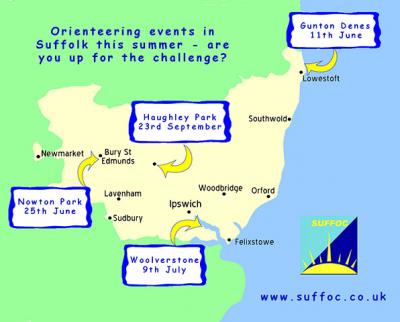 Orienteering events in
Suffolk this summer - are
you up for the challenge?
Gunton Denes
11th June
Lowestoft
Haughley Park
23rd September
Southwold
Newmarket
Bury St
Edmunds
Nowton Park
25th June
Lavenham
Sudbury
Woodbridge
Orford
Ipswich
Woolverstone
9th July
Felixstowe
SUFFOC
www.suffoc.co.uk